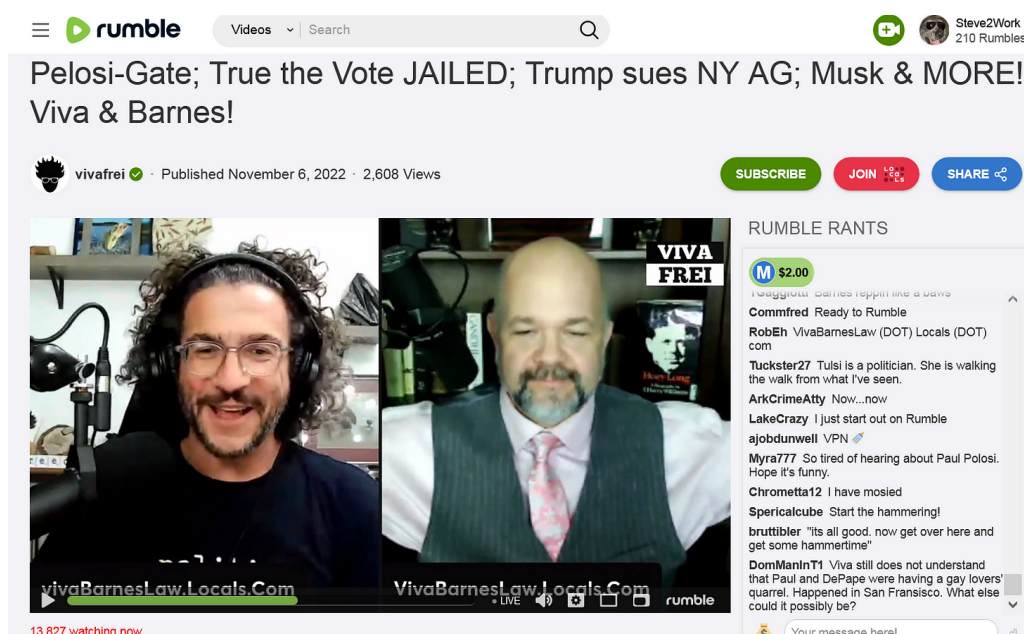 rumble
Videos
Search
Steve2Work
210 Rumbles
Pelosi-Gate; True the Vote JAILED; Trump sues NY AG; Musk & MORE!
Viva & Barnes!
vivafrei · Published November 6, 2022 · 2,608 Views
SUBSCRIBE
JOIN LOCALS
SHARE
VIVA
FREI
Huey Long
vivaBarnesLaw.Locals.Com
VivaBarnesLaw.Locals.Com
• LIVE
rumble
13,827 watching now
RUMBLE RANTS
M $2.00
Barnes reppin like a baws
Commfred Ready to Rumble
RobEh VivaBarnesLaw (DOT) Locals (DOT)
com
Tuckster27 Tulsi is a politician. She is walking
the walk from what I've seen.
ArkCrimeAtty Now...now
LakeCrazy I just start out on Rumble
ajobdunwell VPN
Myra777 So tired of hearing about Paul Polosi.
Hope it's funny.
Chrometta12 I have mosied
Spericalcube Start the hammering!
bruttibler "its all good. now get over here and
get some hammertime"
DomManInT1 Viva still does not understand
that Paul and DePape were having a gay lovers'
quarrel. Happened in San Fransisco. What else
could it possibly be?
Your message here!